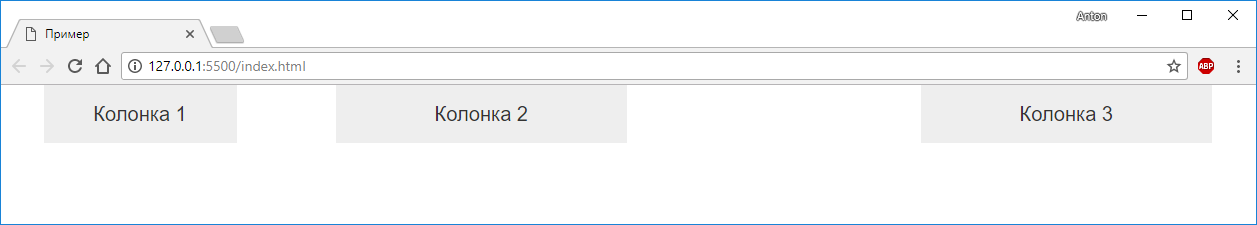 Anton
Пример
127.0.0.1:5500/index.html
ABP
Колонка 1 Колонка 2 Колонка 3